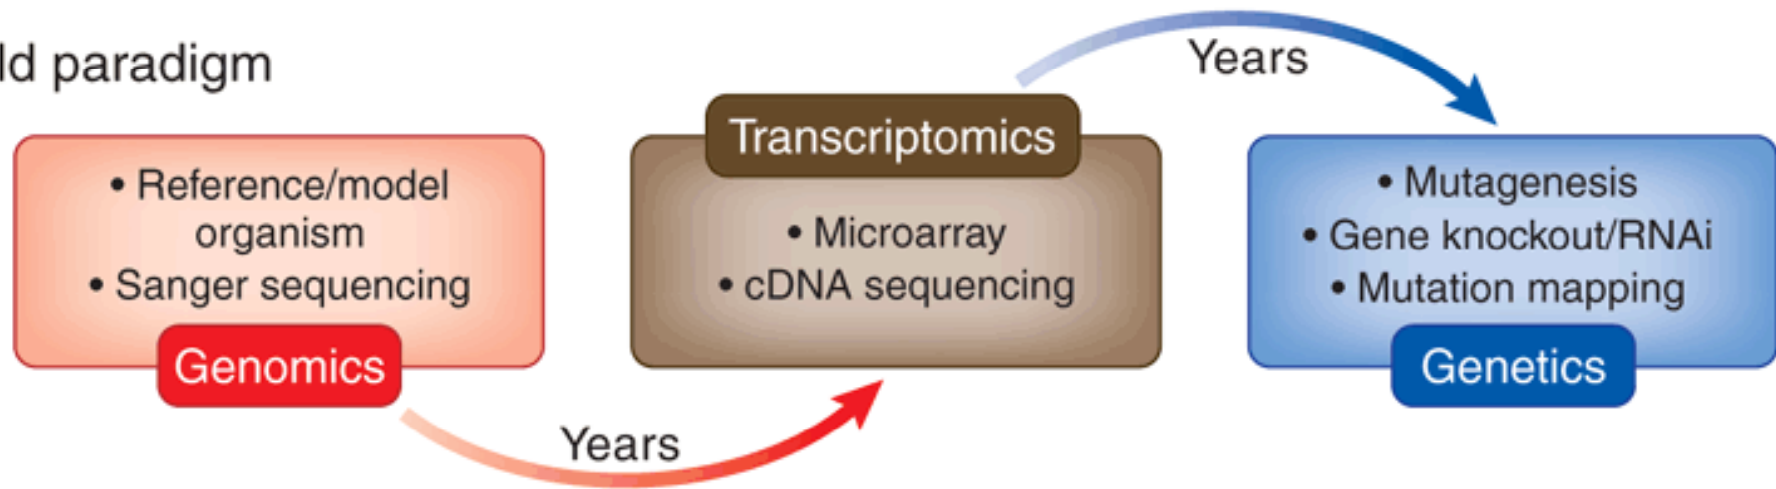 ld paradigm
• Reference/model
organism
• Sanger sequencing
Genomics
Years
Transcriptomics
• Microarray
• cDNA sequencing
Years
• Mutagenesis
• Gene knockout/RNAi
• Mutation mapping
Genetics